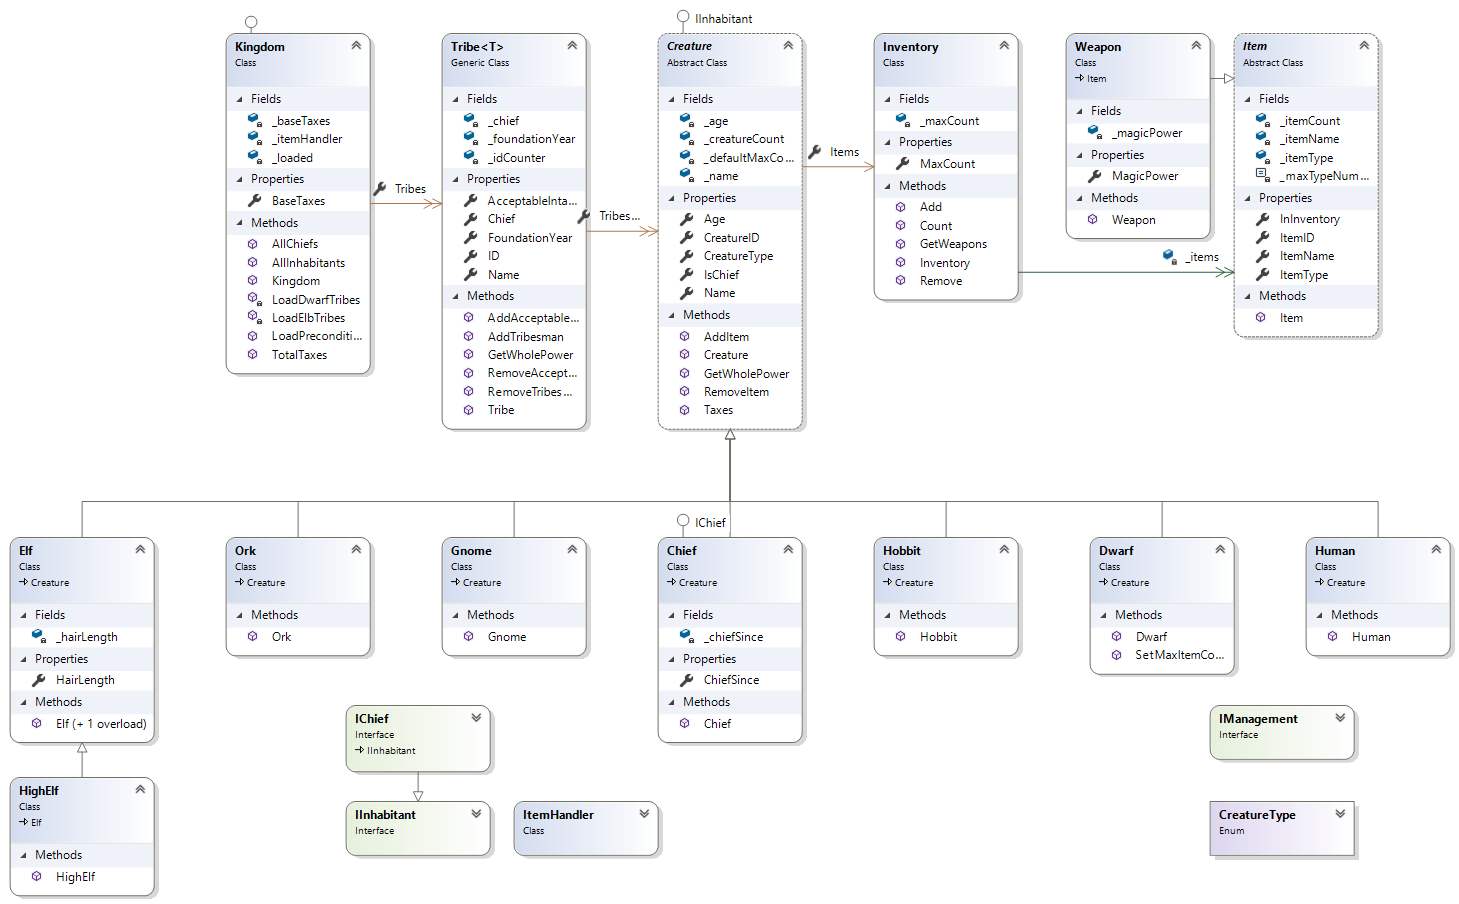 Kingdom
Class
Fields
_baseTaxes
_itemHandler
_loaded
Properties
BaseTaxes
Methods
AllChiefs
AllInhabitants
Kingdom
LoadDwarfTribes
LoadElbTribes
LoadPreconditi...
TotalTaxes
Tribes
Tribe<T>
Generic Class
Fields
_chief
_foundationYear
_idCounter
Properties
AcceptableInta...
Chief
FoundationYear
ID
Name
Methods
AddAcceptable...
AddTribesman
GetWholePower
RemoveAccept...
RemoveTribes...
Tribe
Tribes...
IInhabitant
Creature
Abstract Class
Fields
_age
_creatureCount
_defaultMaxCo...
_name
Properties
Age
CreatureID
CreatureType
IsChief
Name
Methods
AddItem
Creature
GetWholePower
RemoveItem
Taxes
Items
Inventory
Class
Fields
_maxCount
Properties
MaxCount
Methods
Add
Count
GetWeapons
Inventory
Remove
_items
Weapon
Class
Item
Fields
_magicPower
Properties
MagicPower
Methods
Weapon
Item
Abstract Class
Fields
_itemCount
_itemName
_itemType
_maxTypeNum...
Properties
InInventory
ItemID
ItemName
ItemType
Methods
Item
Elf
Class
Creature
Fields
_hairLength
Properties
HairLength
Methods
Elf (+ 1 overload)
Ork
Class
Creature
Methods
Ork
Gnome
Class
Creature
Methods
Gnome
IChief
Chief
Class
Creature
Fields
_chiefSince
Properties
ChiefSince
Methods
Chief
Hobbit
Class
Creature
Methods
Hobbit
Dwarf
Class
Creature
Methods
Dwarf
SetMaxItemCo...
Human
Class
Creature
Methods
Human
HighElf
Class
Elf
Methods
HighElf
IChief
Interface
IInhabitant
IInhabitant
Interface
ItemHandler
Class
IManagement
Interface
CreatureType
Enum